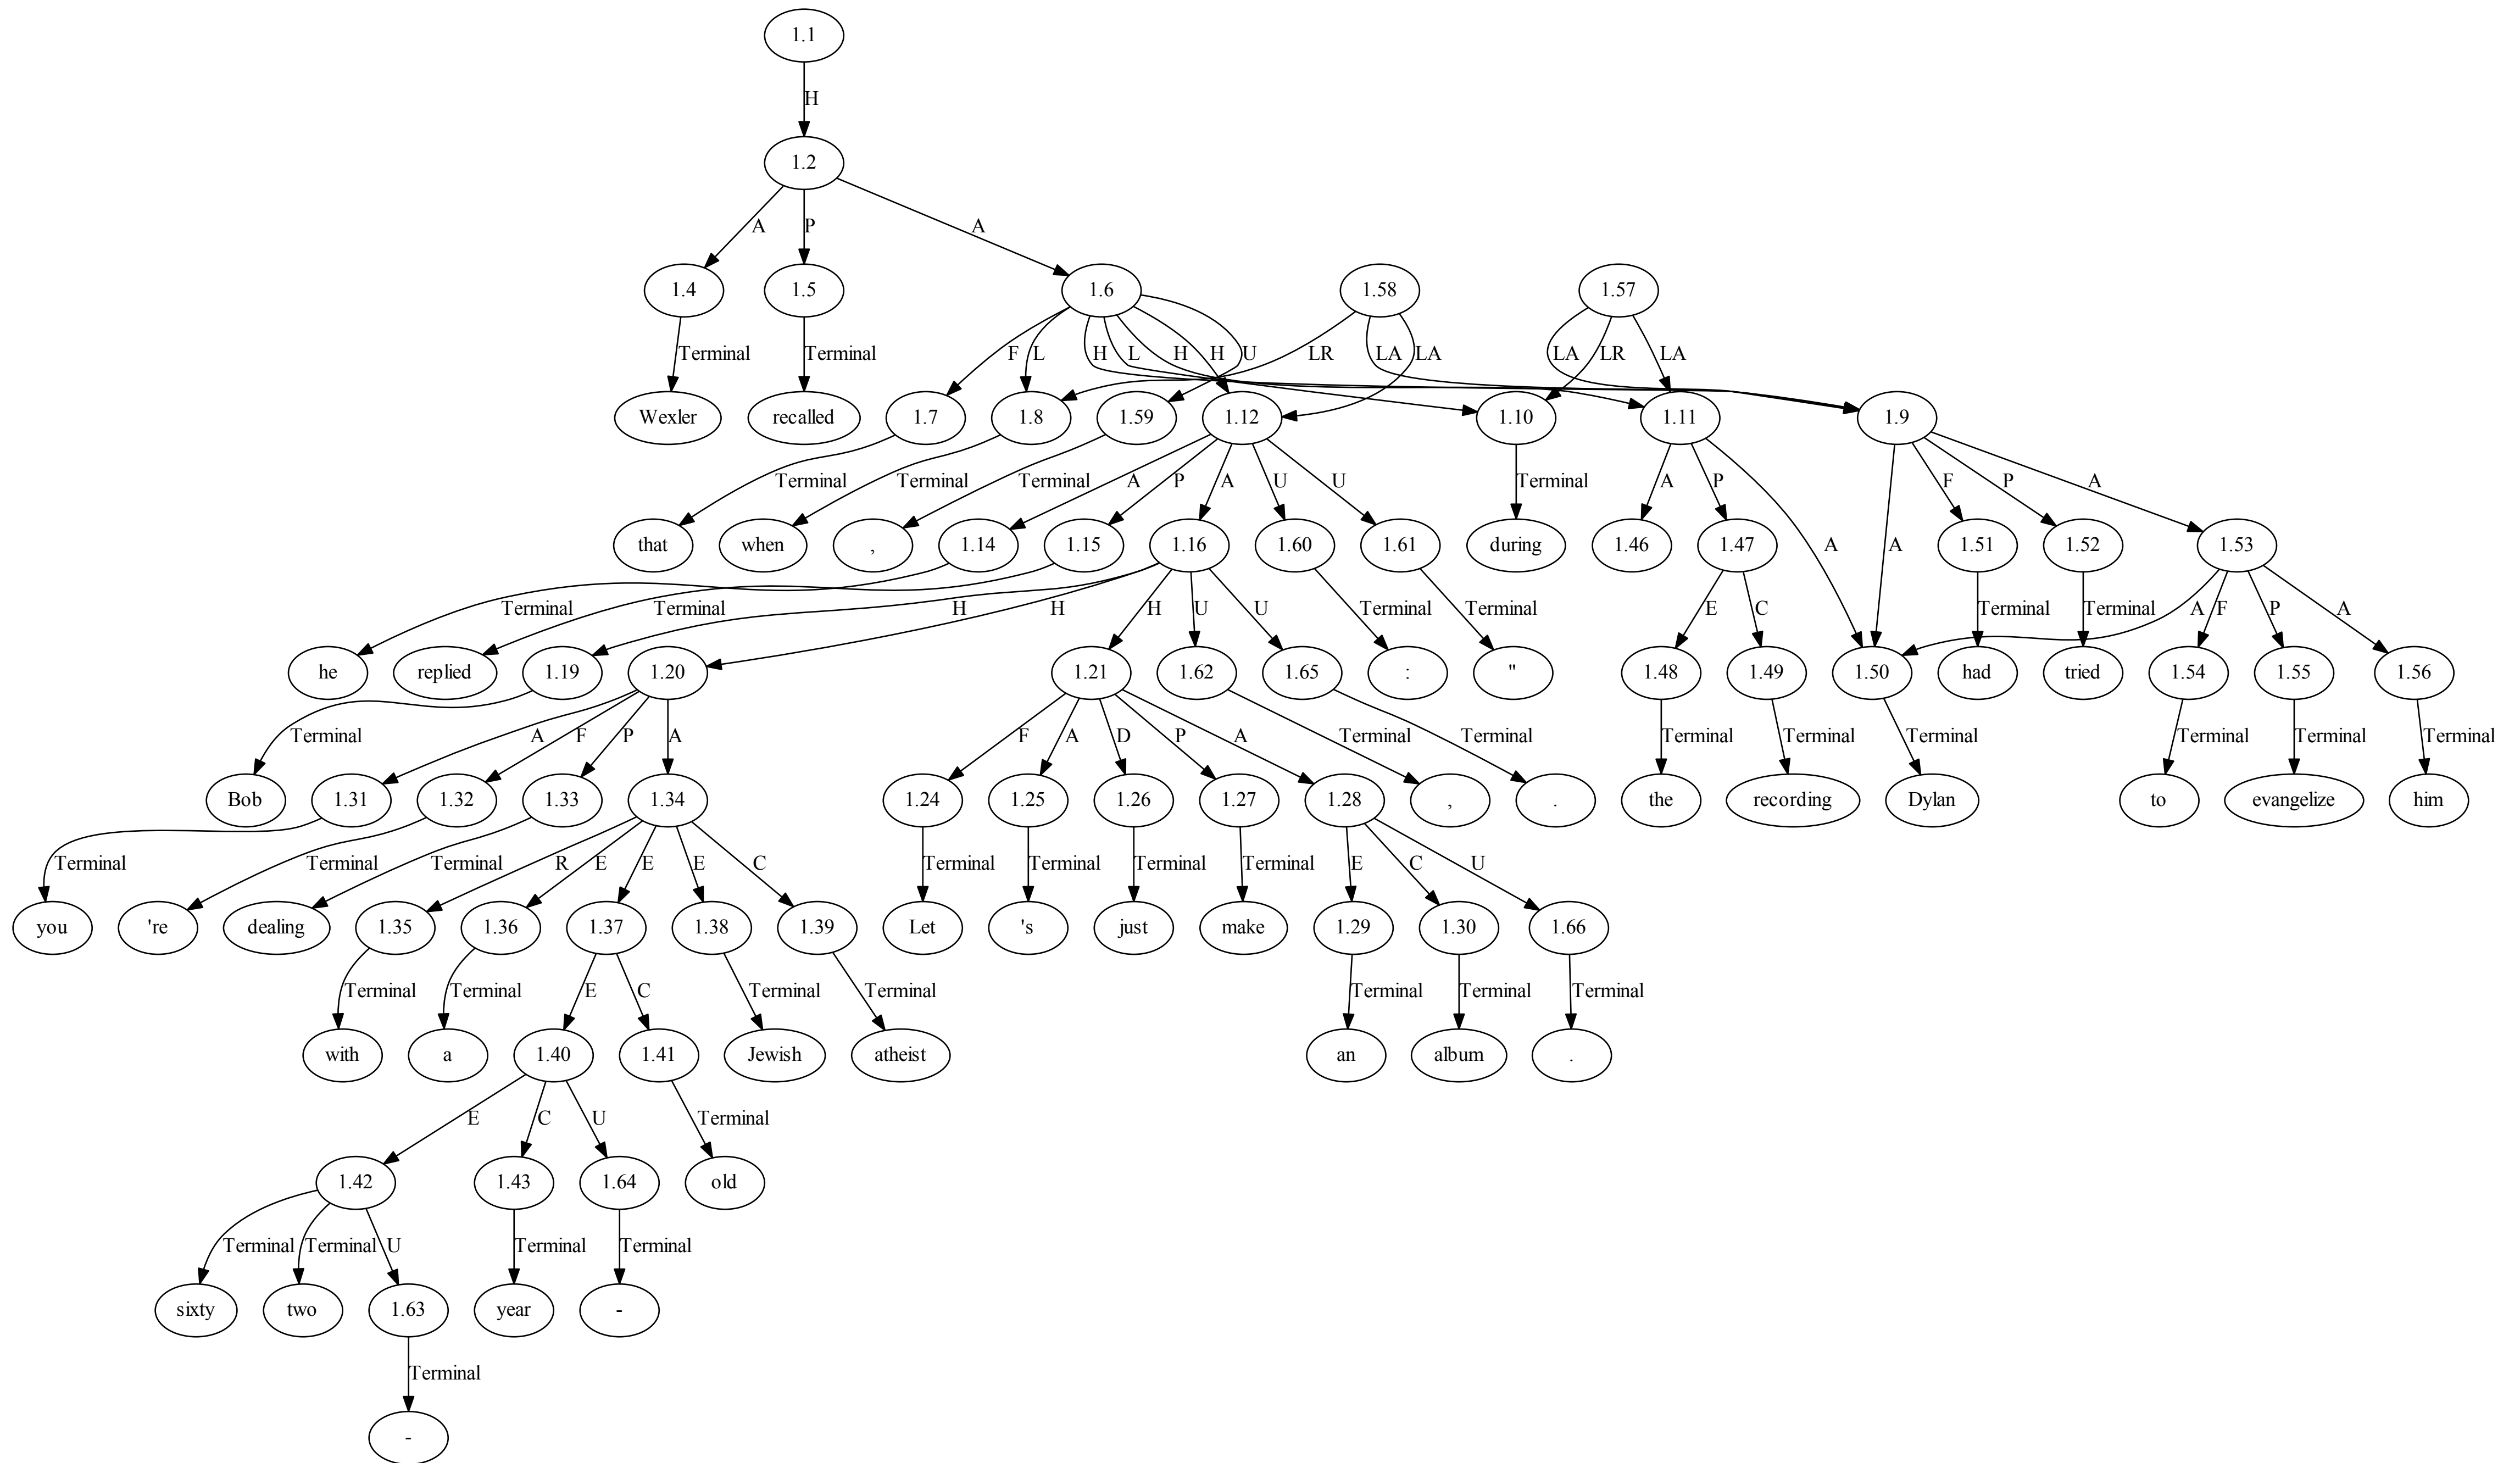 1.1
H
1.2
A P A
1.4 1.5 1.6 1.58 1.57
Terminal Terminal F L H L H H U LR LA LA LA LR LA
Wexler recalled 1.7 1.8 1.59 1.12 1.10 1.11 1.9
Terminal Terminal Terminal A P A U U Terminal A P A A F P A
that when , 1.14 1.15 1.16 1.60 1.61 during 1.46 1.47 1.51 1.52 1.53
Terminal Terminal H H H U U Terminal Terminal E C Terminal Terminal A F P A
he replied 1.19 1.20 1.21 1.62 1.65 : " 1.48 1.49 1.50 had tried 1.54 1.55 1.56
Terminal A F P A F A D P A Terminal Terminal Terminal Terminal Terminal Terminal Terminal Terminal
Bob 1.31 1.32 1.33 1.34 1.24 1.25 1.26 1.27 1.28 , . the recording Dylan to evangelize him
Terminal Terminal Terminal R E E E C Terminal Terminal Terminal Terminal E C U
you 're dealing 1.35 1.36 1.37 1.38 1.39 Let 's just make 1.29 1.30 1.66
Terminal Terminal E C Terminal Terminal Terminal Terminal Terminal
with a 1.40 1.41 Jewish atheist an album .
E C U Terminal
1.42 1.43 1.64 old
Terminal Terminal U Terminal Terminal
sixty two 1.63 year -
Terminal
-